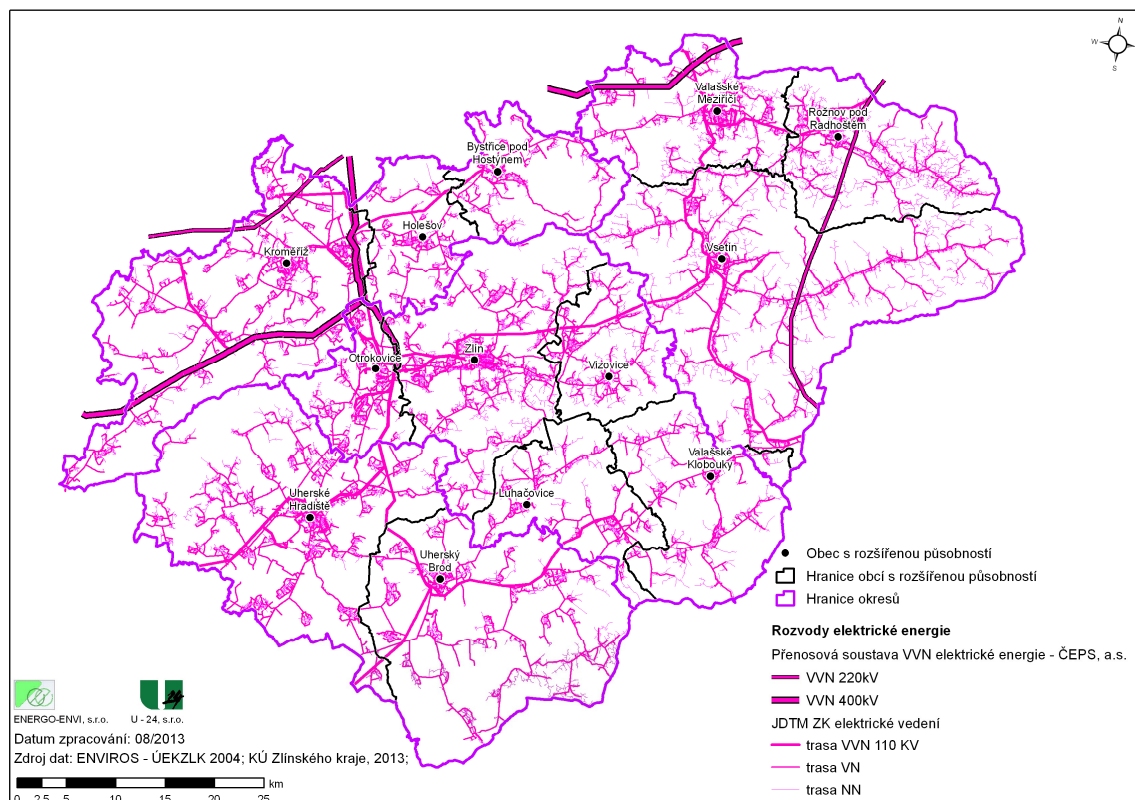 N
W
S
Valašské
Meziříčí
Rožnov pod
Radhoštěm
Bystřice pod
Hostýnem
Holešov
Kroměříž
Vsetín
Zlín
Otrokovice
Vizovice
Valašské
Klobouky
Luhačovice
Uherské
Hradiště
Uherský
Brod
Obec s rozšířenou působností
Hranice obcí s rozšířenou působností
Hranice okresů
Rozvody elektrické energie
Přenosová soustava VVN elektrické energie - ČEPS, a.s.
VVN 220kV
VVN 400kV
JDTM ZK elektrické vedení
trasa VVN 110 KV
trasa VN
trasa NN
ENERGO-ENVI, s.r.o. U - 24, s.r.o.
Datum zpracování: 08/2013
Zdroj dat: ENVIROS - ÚEKZLK 2004; KÚ Zlínského kraje, 2013;
km
0 2,5 5 10 15 20 25